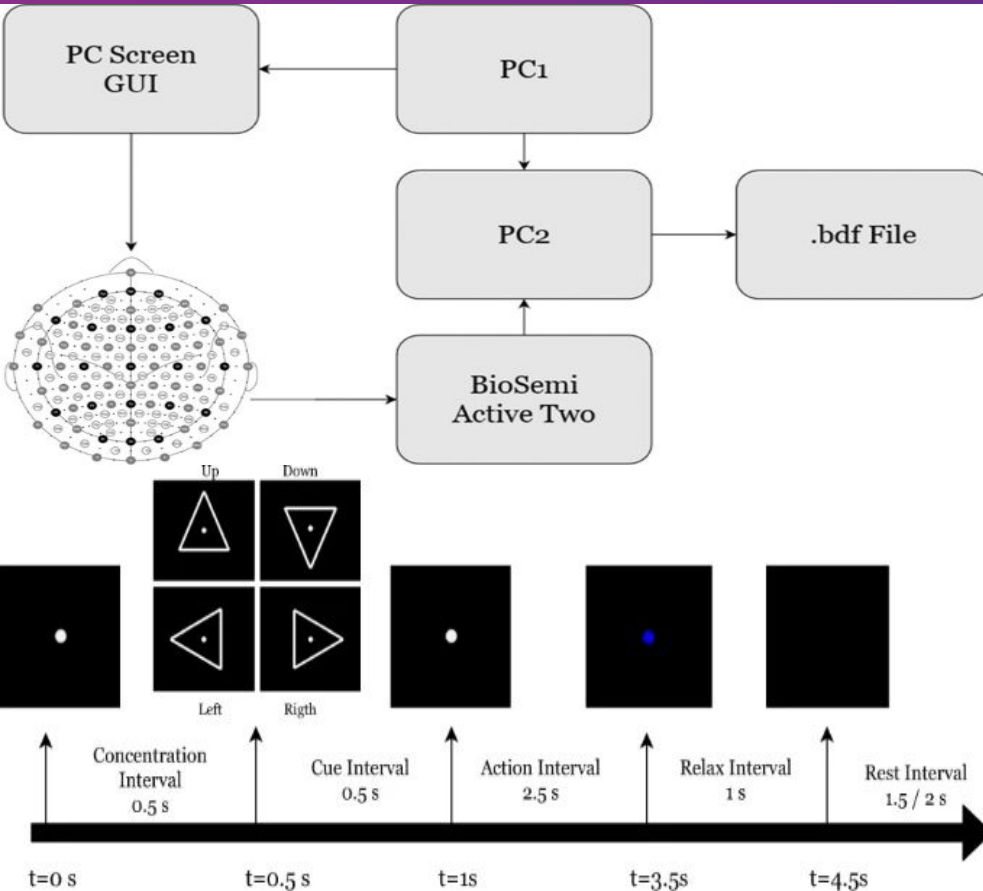 PC Screen
GUI
PC1
PC2
.bdf File
BioSemi
Active Two
Up
Down
Left
Rigth
Concentration
Interval
0.5 s
Cue Interval
0.5 s
Action Interval
2.5 s
Relax Interval
1 s
Rest Interval
1.5 / 2 s
t=0 s
t=0.5 s
t=1s
t=3.5s
t=4.5s